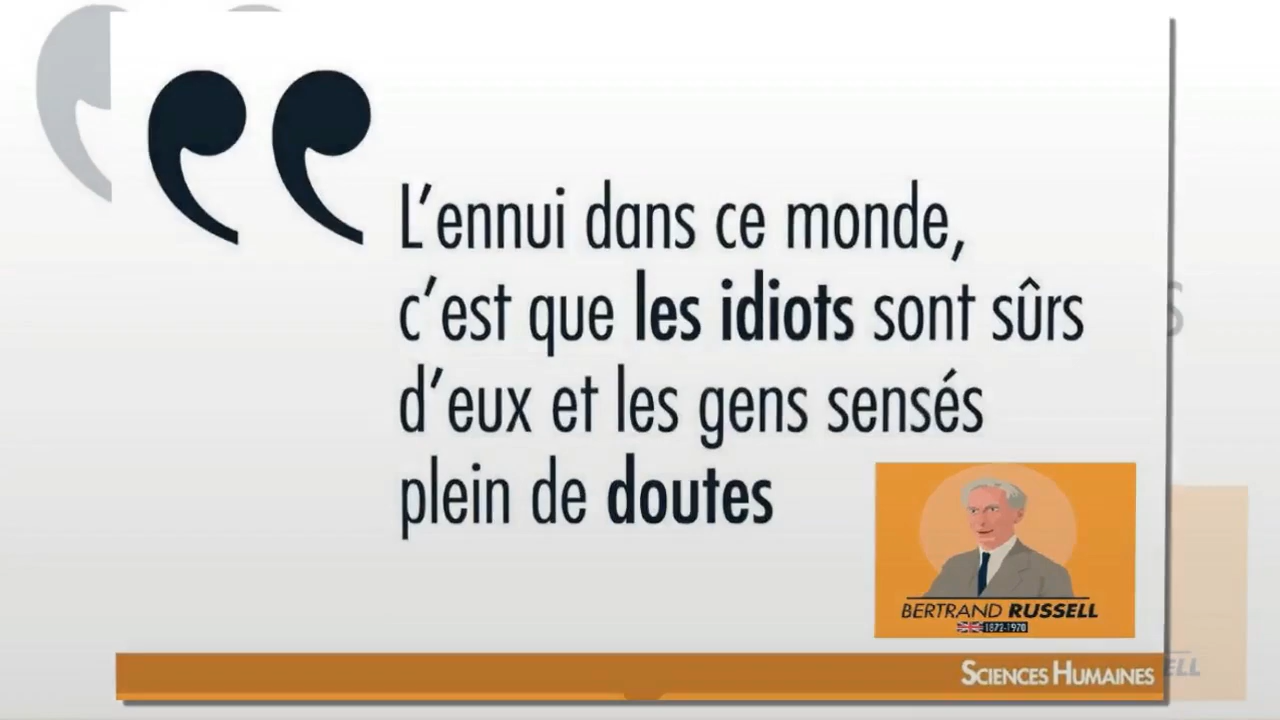 L'ennui dans ce monde,
c'est que les idiots sont sûrs
d'eux et les gens sensés
plein de doutes
BERTRAND RUSSELL
1872-1970
SCIENCES HUMAINES
ELL